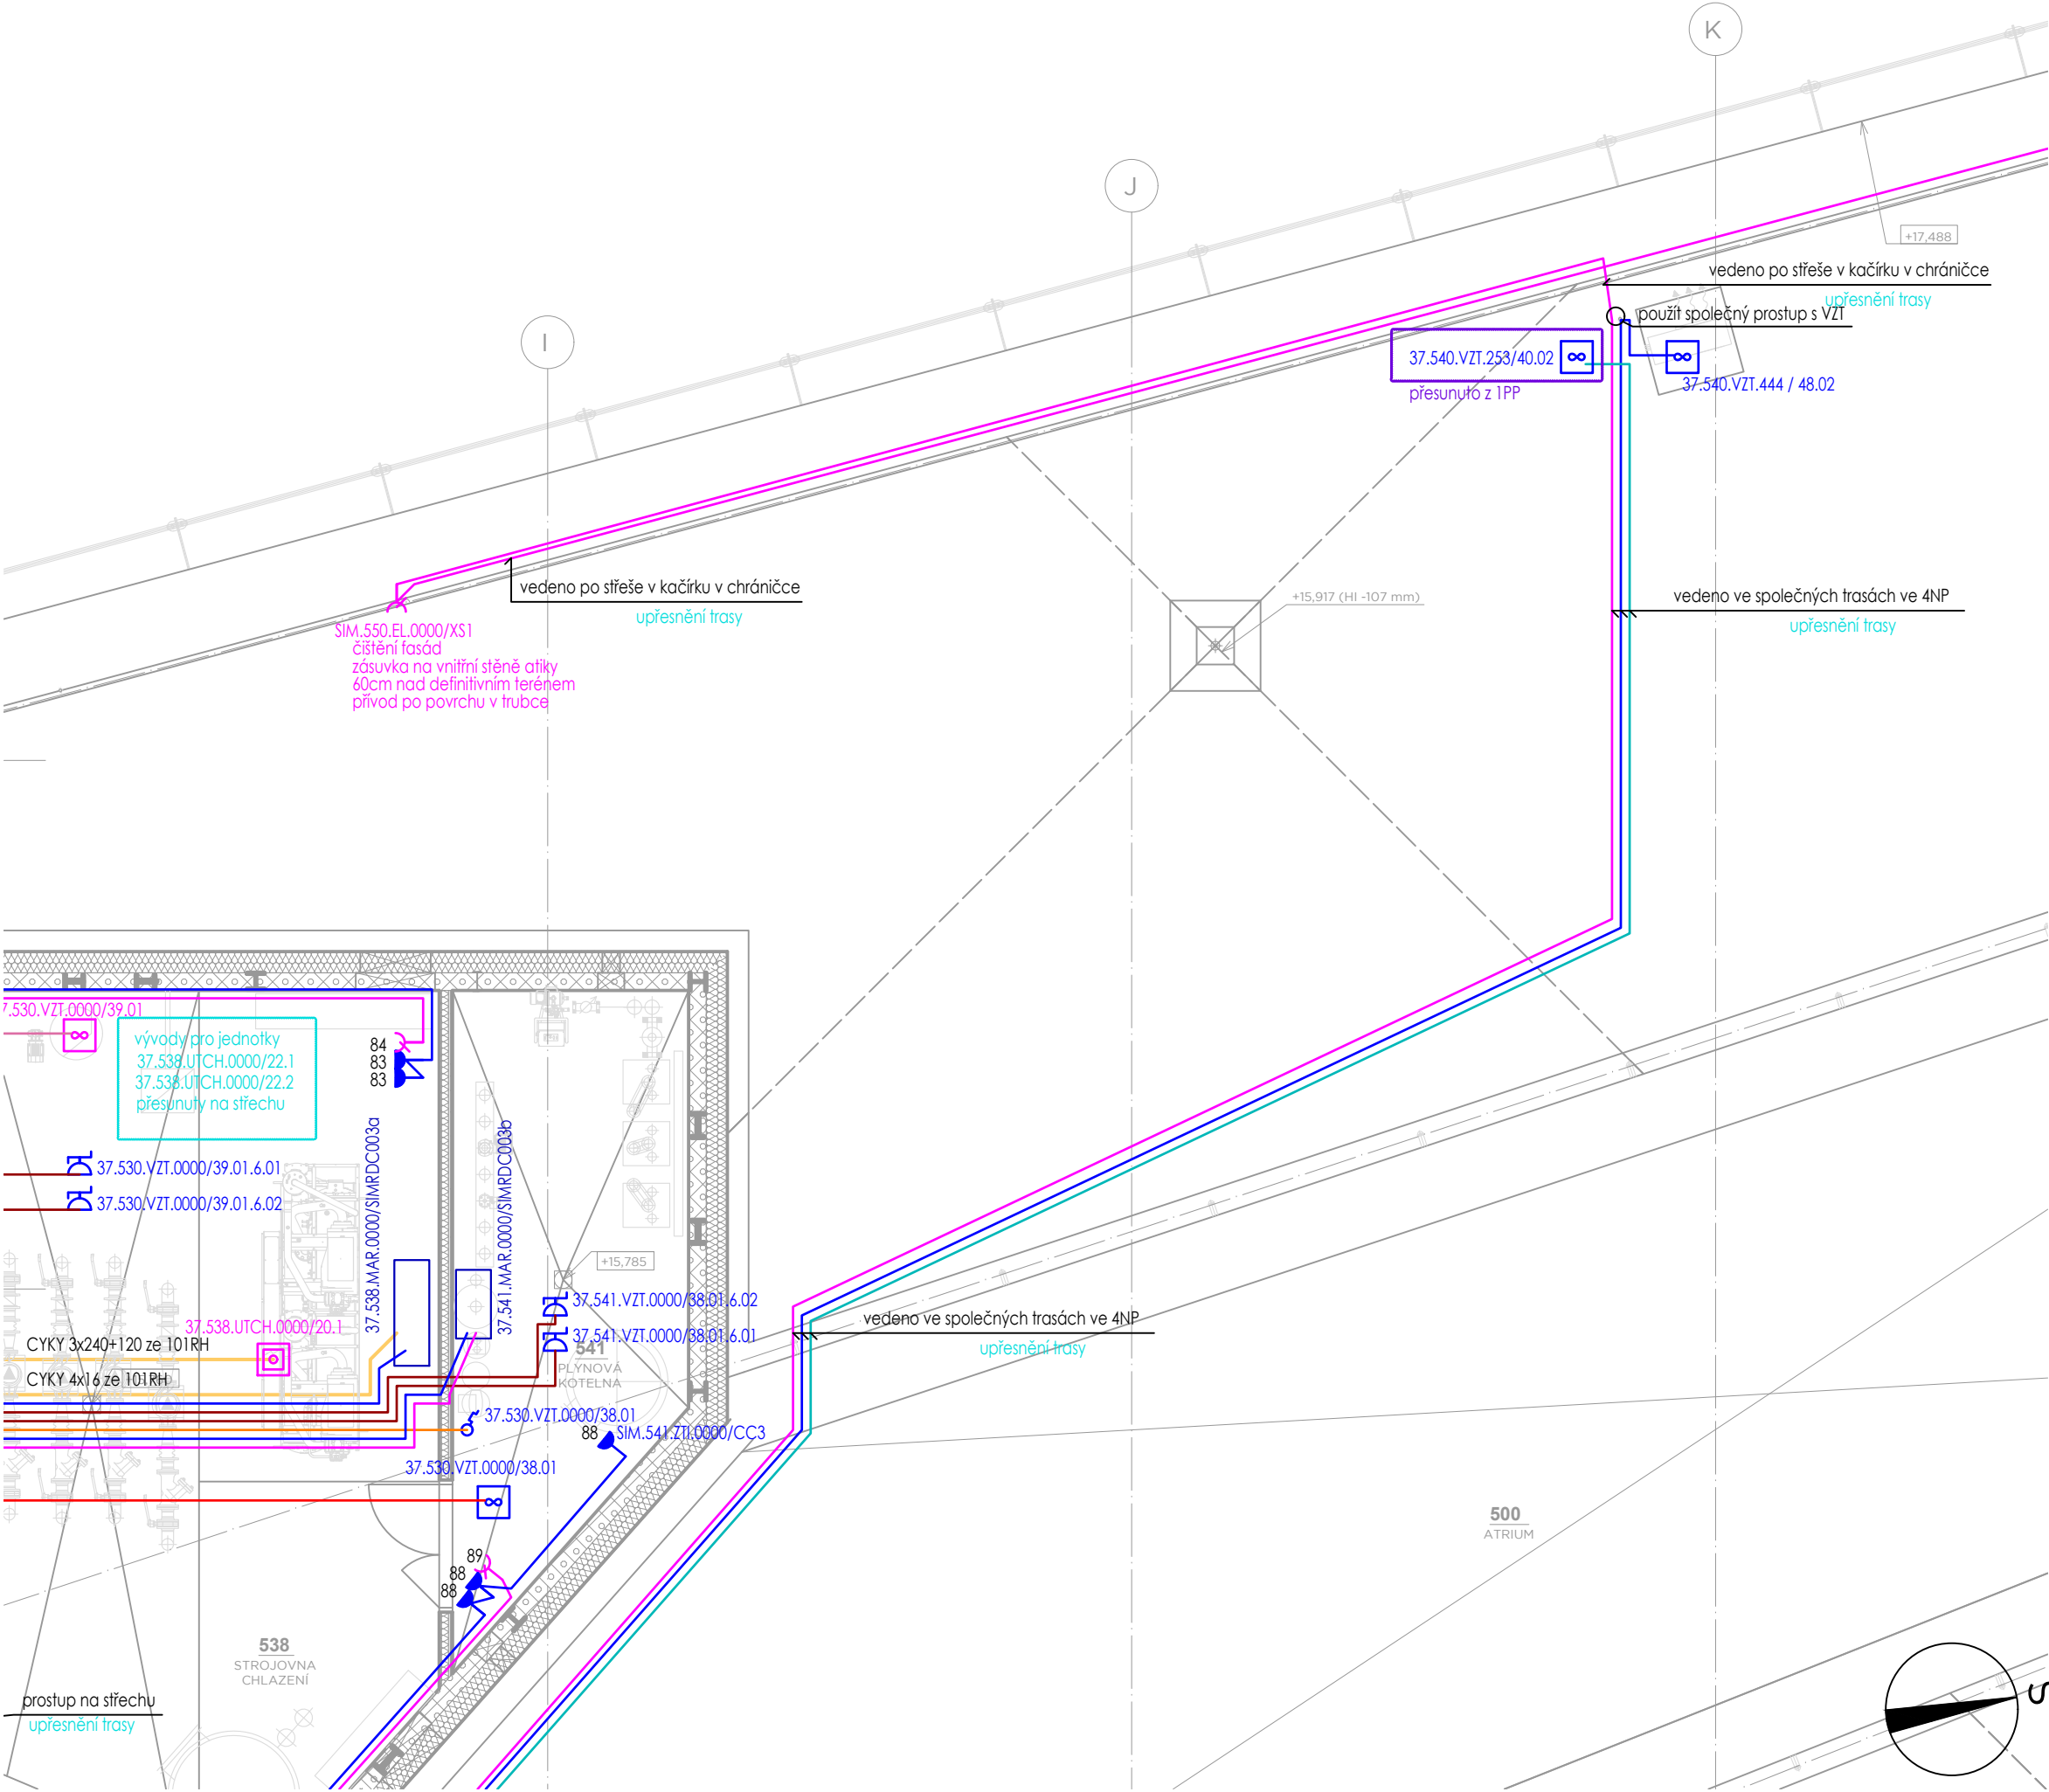 K
J
I
+17,488
vedeno po střeše v kačírku v chráničce
upřesnění trasy
použít společný prostup s VZT
37.540.VZT.253/40.02
přesunuto z 1PP
37.540.VZT.444 / 48.02
vedeno po střeše v kačírku v chráničce
upřesnění trasy
+15,917 (HI -107 mm)
vedeno ve společných trasách ve 4NP
upřesnění trasy
SIM.550.EL.0000/XS1
čištění fasád
zásuvka na vnitřní stěně atiky
60cm nad definitivním terénem
přívod po povrchu v trubce
7.530.VZT.0000/39.01
vývody pro jednotky
37.538.UTCH.0000/22.1
37.538.UTCH.0000/22.2
přesunuty na střechu
84
83
83
37.538.MAR.0000/SIMRDC003a
37.541.MAR.0000/SIMRDC003b
37.530.VZT.0000/39.01.6.01
37.530.VZT.0000/39.01.6.02
+15,785
37.541.VZT.0000/38.01.6.02
37.541.VZT.0000/38.01.6.01
541
PLYNOVÁ
KOTELNA
37.538.UTCH.0000/20.1
CYKY 3x240+120 ze 101RH
CYKY 4x16 ze 101RH
vedeno ve společných trasách ve 4NP
upřesnění trasy
37.530.VZT.0000/38.01
88
SIM.541.ZTI.0000/CC3
37.530.VZT.0000/38.01
89
88
88
500
ATRIUM
538
STROJOVNA
CHLAZENÍ
prostup na střechu
upřesnění trasy
S